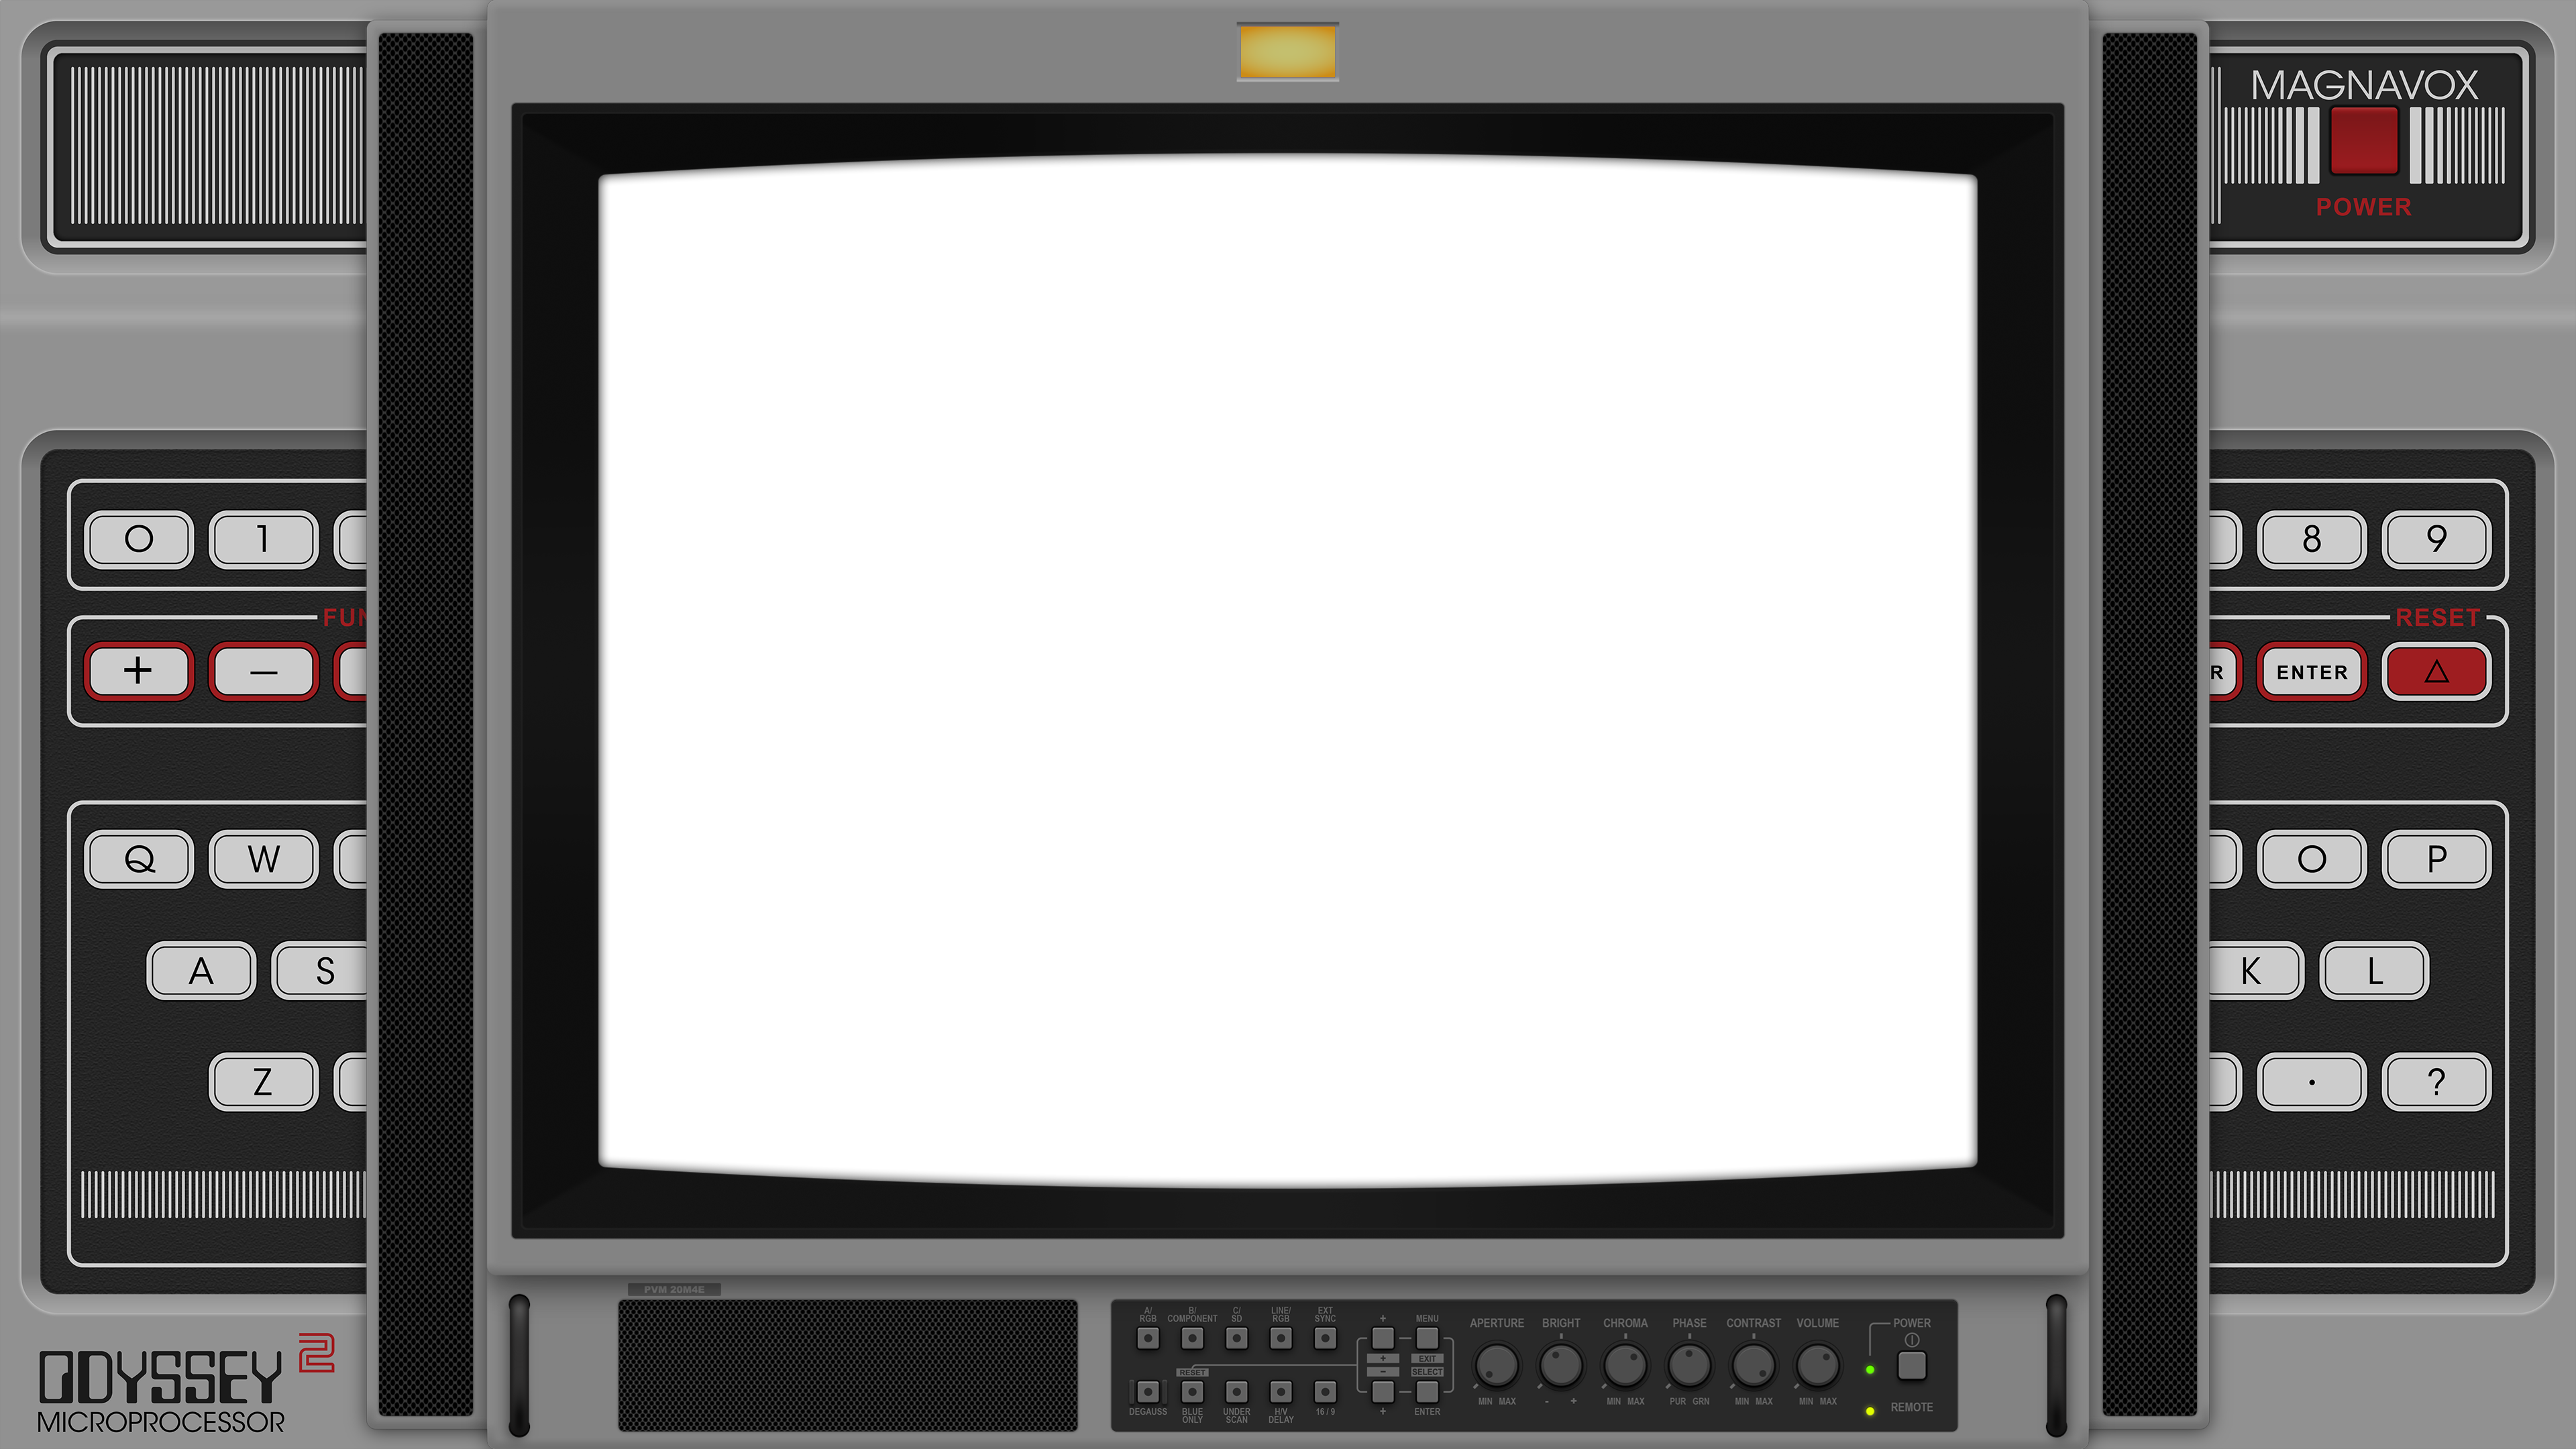 MAGNAVOX
POWER
0 1
8 9
FUN
RESET
+ −
R ENTER △
Q W
O P
A S
K L
Z
. ?
ODYSSEY 2
MICROPROCESSOR
PVM 20M4E
A/ RGB
B/ COMPONENT
C/ SD
LINE/ RGB
EXT SYNC
+
MENU
RESET
+
−
EXIT
SELECT
DEGAUSS
BLUE ONLY
UNDER SCAN
H/V DELAY
16 / 9
+
ENTER
APERTURE
MIN MAX
BRIGHT
- +
CHROMA
MIN MAX
PHASE
PUR GRN
CONTRAST
MIN MAX
VOLUME
MIN MAX
POWER
REMOTE